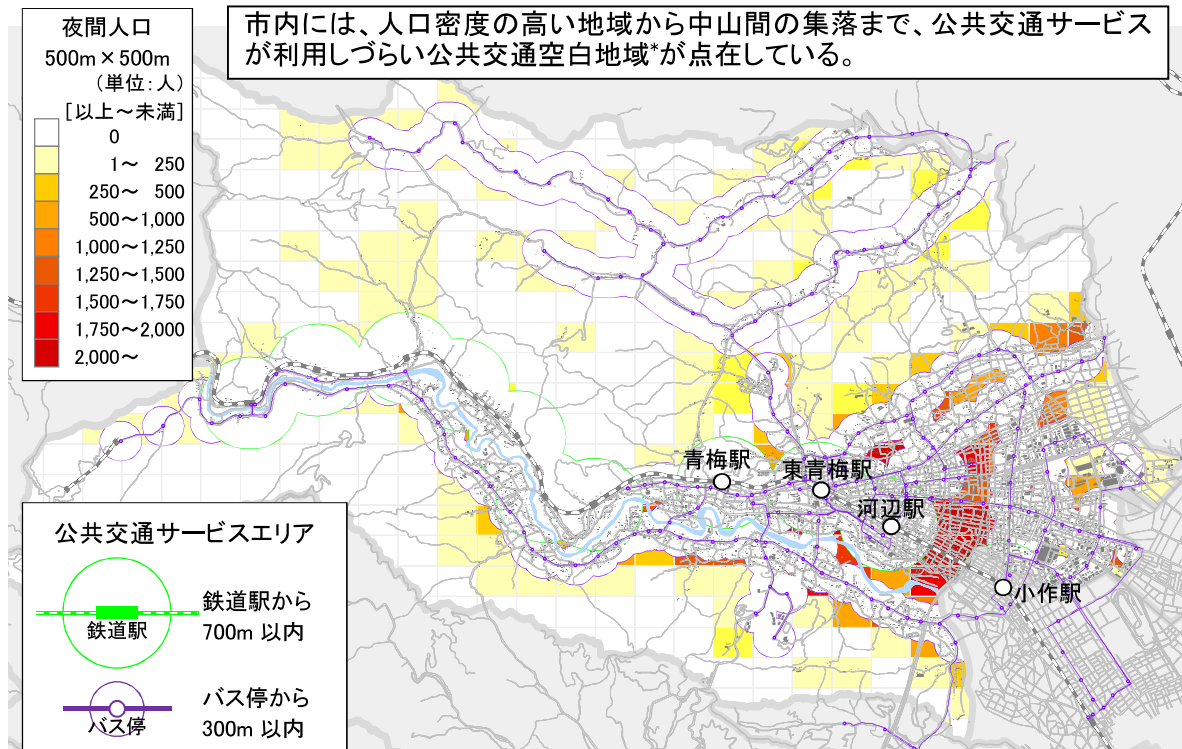 市内には、人口密度の高い地域から中山間の集落まで、公共交通サービス
が利用しづらい公共交通空白地域*が点在している。
夜間人口
500m×500m
(単位:人)
[以上～未満]
0
1～ 250
250～ 500
500～1,000
1,000～1,250
1,250～1,500
1,500～1,750
1,750～2,000
2,000～
青梅駅
東青梅駅
河辺駅
小作駅
公共交通サービスエリア
鉄道駅
鉄道駅から
700m 以内
バス停
バス停から
300m 以内